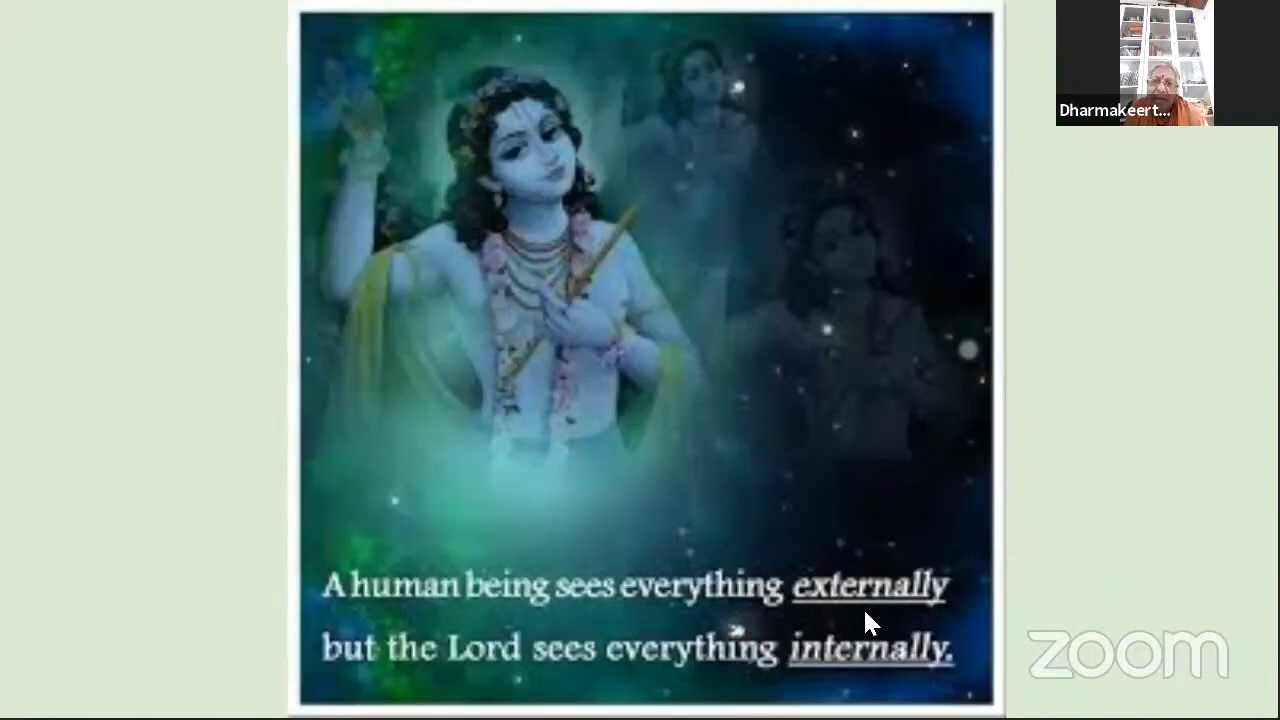 Dharmakeert...
A human being sees everything externally
but the Lord sees everything internally.
zoom